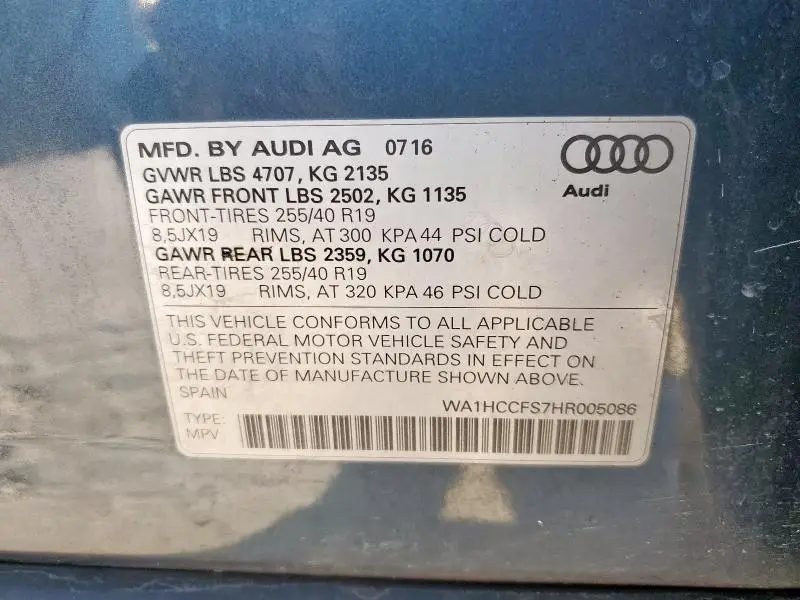 MFD. BY AUDI AG 0716
GVWR LBS 4707, KG 2135
GAWR FRONT LBS 2502, KG 1135
FRONT-TIRES 255/40 R19
8,5JX19 RIMS, AT 300 KPA 44 PSI COLD
GAWR REAR LBS 2359, KG 1070
REAR-TIRES 255/40 R19
8,5JX19 RIMS, AT 320 KPA 46 PSI COLD
Audi
THIS VEHICLE CONFORMS TO ALL APPLICABLE
U.S. FEDERAL MOTOR VEHICLE SAFETY AND
THEFT PREVENTION STANDARDS IN EFFECT ON
THE DATE OF MANUFACTURE SHOWN ABOVE.
SPAIN
WA1HCCFS7HR005086
TYPE:
MPV